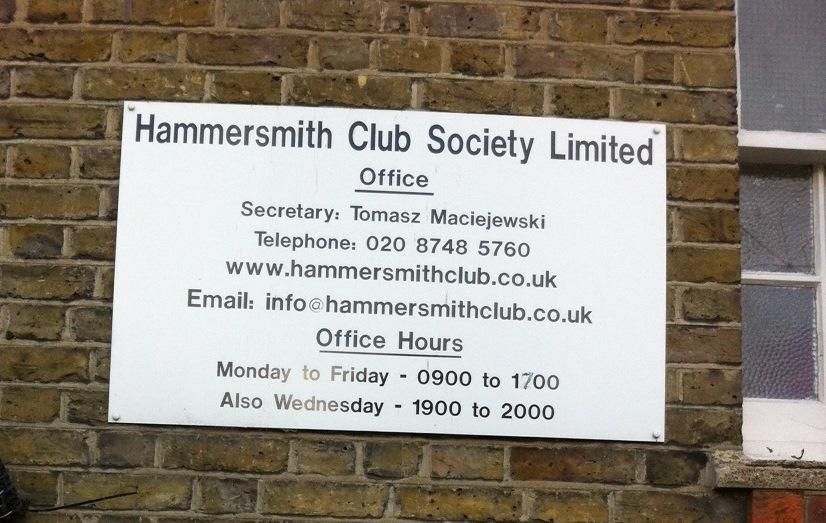 Hammersmith Club Society Limited
Office
Secretary: Tomasz Maciejewski
Telephone: 020 8748 5760
www.hammersmithclub.co.uk
Email: info@hammersmithclub.co.uk
Office Hours
Monday to Friday - 0900 to 1700
Also Wednesday - 1900 to 2000